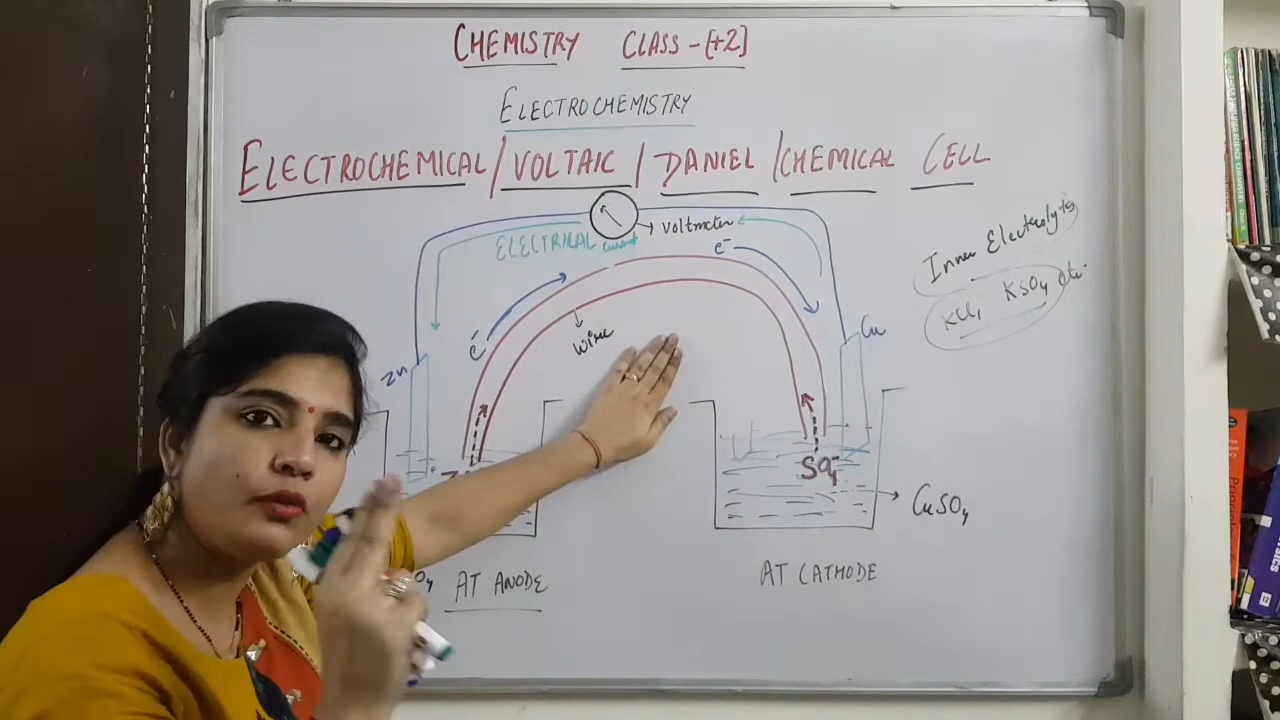 CHEMISTRY CLASS-[+2]
ELECTROCHEMISTRY
ELECTROCHEMICAL/VOLTAIC/DANIEL/CHEMICAL CELL
voltmeter
ELECTRICAL current
e-
Inner Electrolytes
KCl, KSO4 etc.
e-
wire
Zn
Cu
SO4-
CuSO4
AT ANODE
AT CATHODE